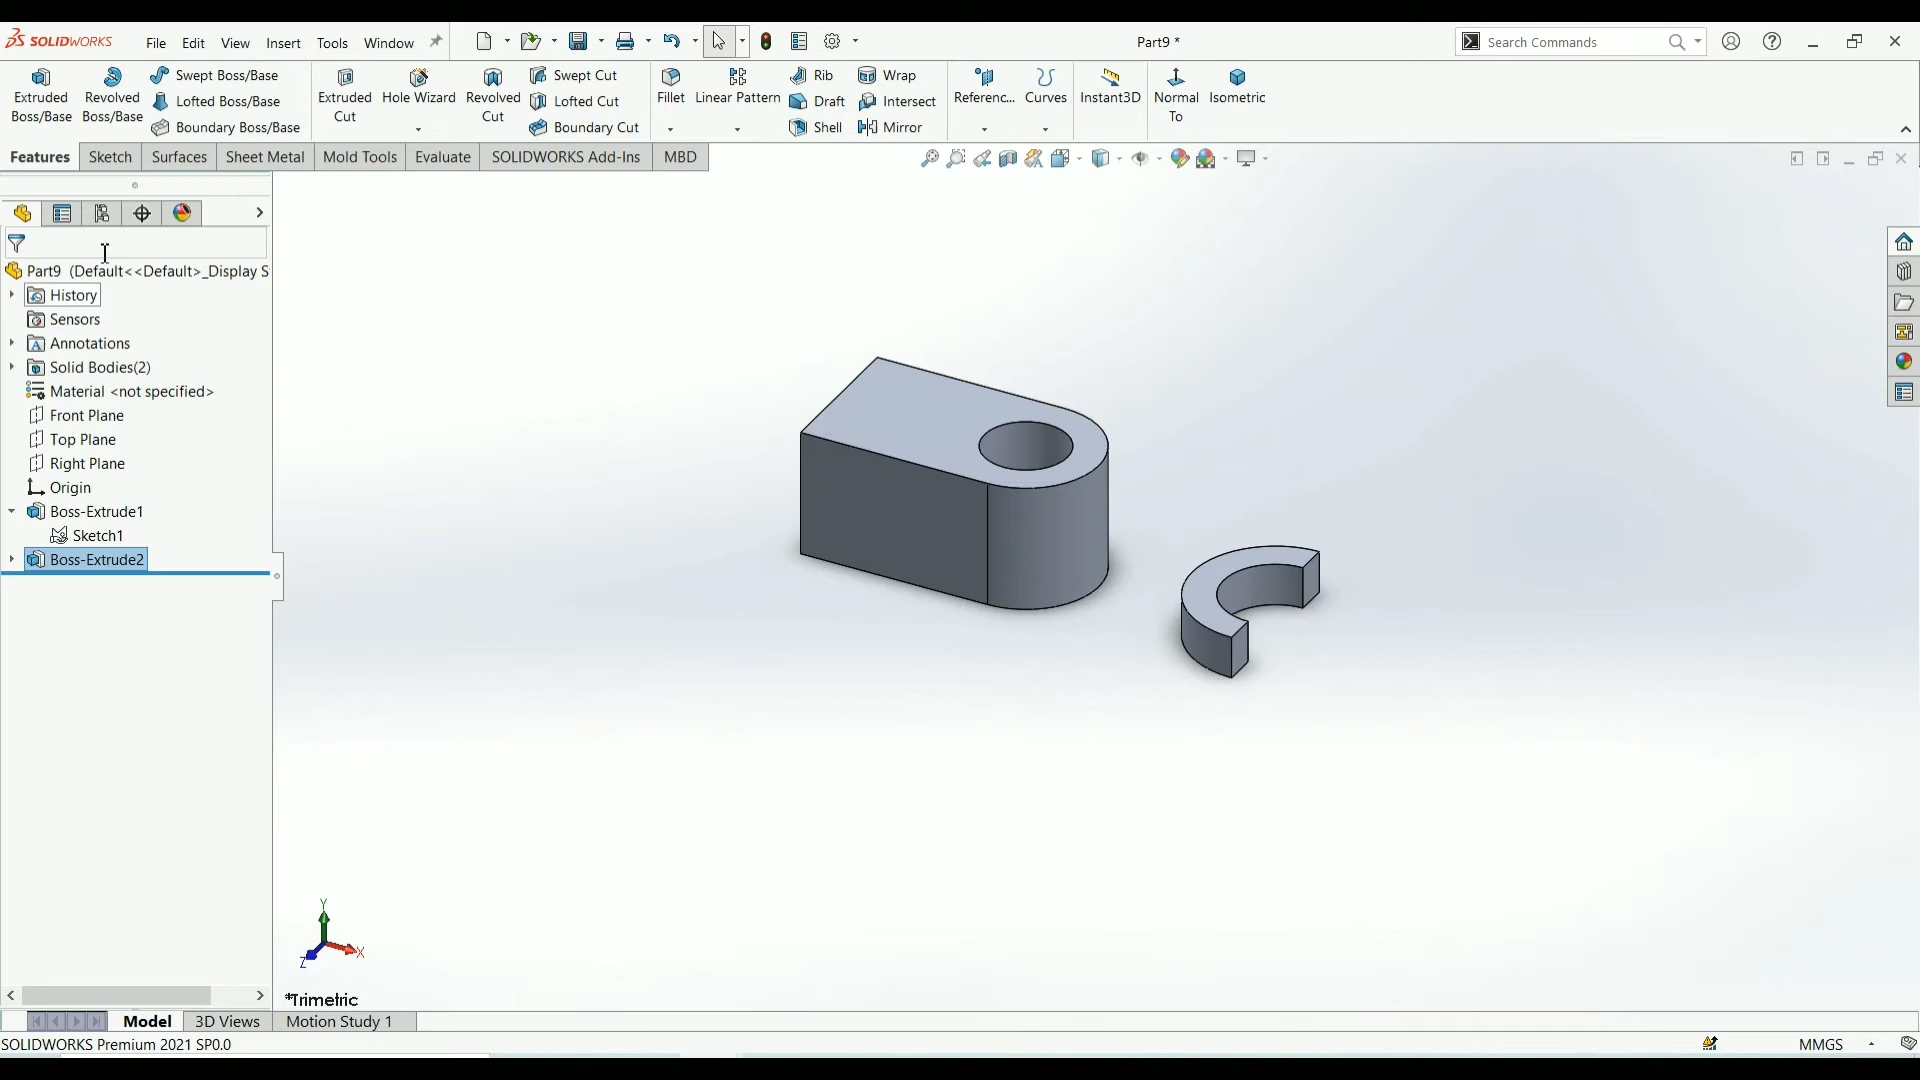 SOLIDWORKS File Edit View Insert Tools Window Part9 * Search Commands
Extruded Boss/Base
Revolved Boss/Base
Swept Boss/Base
Lofted Boss/Base
Boundary Boss/Base
Extruded Cut
Hole Wizard
Revolved Cut
Swept Cut
Lofted Cut
Boundary Cut
Fillet
Linear Pattern
Rib
Draft
Shell
Wrap
Intersect
Mirror
Referenc...
Curves
Instant3D
Normal To
Isometric
Features Sketch Surfaces Sheet Metal Mold Tools Evaluate SOLIDWORKS Add-Ins MBD
Part9 (Default<<Default>_Display S
History
Sensors
Annotations
Solid Bodies(2)
Material <not specified>
Front Plane
Top Plane
Right Plane
Origin
Boss-Extrude1
Sketch1
Boss-Extrude2
Y
X
Z
*Trimetric
Model 3D Views Motion Study 1
SOLIDWORKS Premium 2021 SP0.0 MMGS